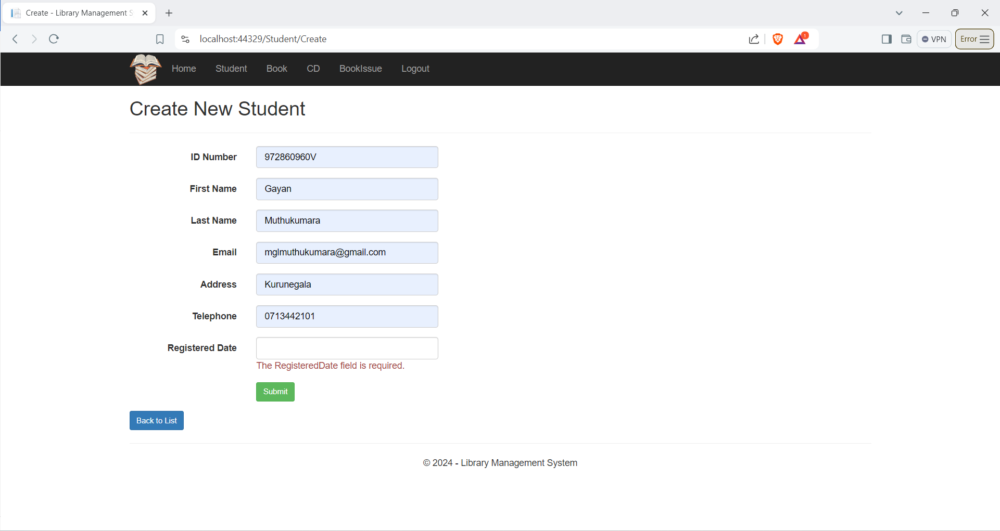 Create - Library Management S
localhost:44329/Student/Create
1
VPN
Error
Home Student Book CD BookIssue Logout
Create New Student
ID Number 972860960V
First Name Gayan
Last Name Muthukumara
Email mglmuthukumara@gmail.com
Address Kurunegala
Telephone 0713442101
Registered Date
The RegisteredDate field is required.
Submit
Back to List
© 2024 - Library Management System